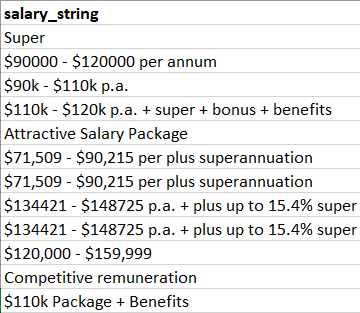 salary_string
Super
$90000 - $120000 per annum
$90k - $110k p.a.
$110k - $120k p.a. + super + bonus + benefits
Attractive Salary Package
$71,509 - $90,215 per plus superannuation
$71,509 - $90,215 per plus superannuation
$134421 - $148725 p.a. + plus up to 15.4% super
$134421 - $148725 p.a. + plus up to 15.4% super
$120,000 - $159,999
Competitive remuneration
$110k Package + Benefits